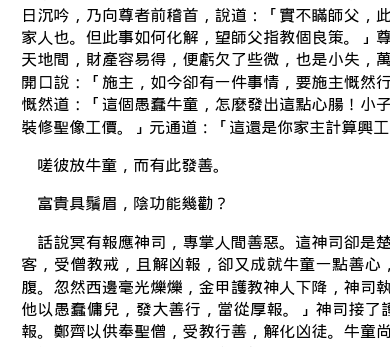 日沉吟，乃向尊者前稽首，說道：「實不瞞師父，此
家人也。但此事如何化解，望師父指教個良策。」尊
天地間，財產容易得，便虧欠了些微，也是小失，萬
開口說：「施主，如今卻有一件事情，要施主慨然行
慨然道：「這個愚蠢牛童，怎麼發出這點心腸！小子
裝修聖像工價。」元通道：「這還是你家主計算興工
嗟彼放牛童，而有此發善。
富貴具鬚眉，陰功能幾勸？
話說冥有報應神司，專掌人間善惡。這神司卻是楚
客，受僧教戒，且解凶報，卻又成就牛童一點善心，
腹。忽然西邊毫光爍爍，金甲護教神人下降，神司執
他以愚蠢傭兒，發大善行，當從厚報。」神司接了
報。鄭齊以供奉聖僧，受教行善，解化凶徒。牛童尚